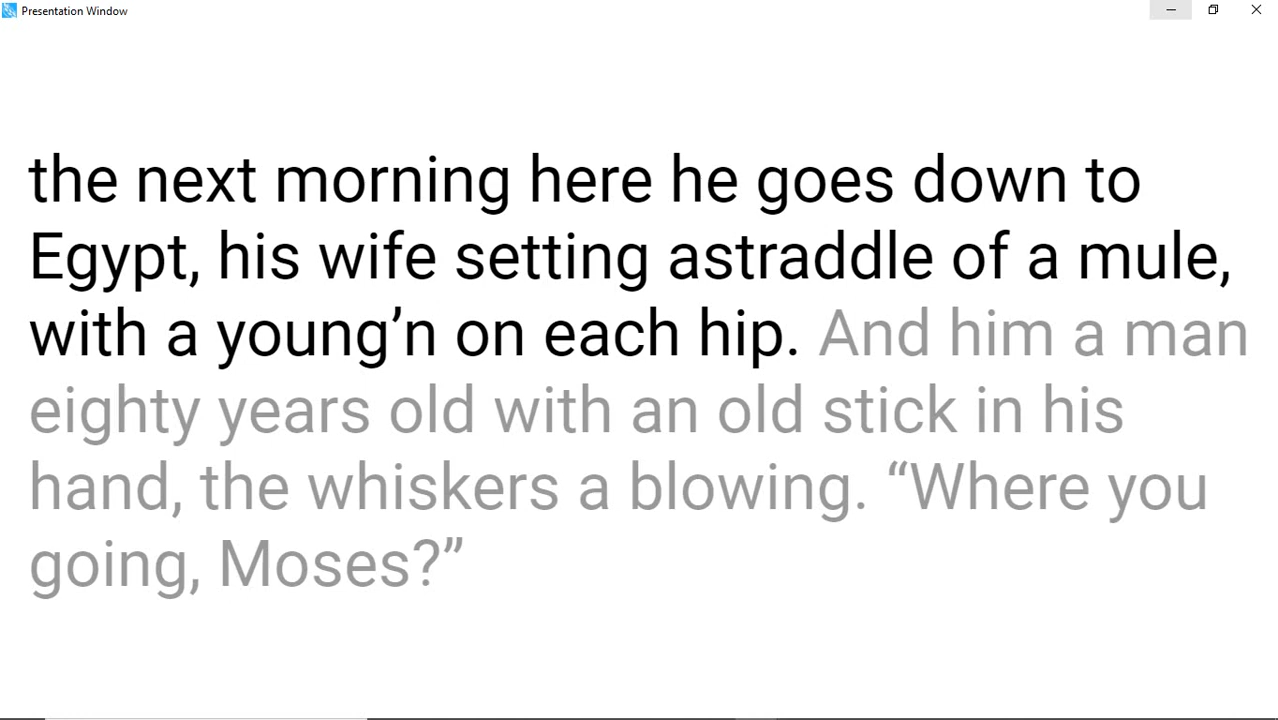 Presentation Window
the next morning here he goes down to
Egypt, his wife setting astraddle of a mule,
with a young’n on each hip. And him a man
eighty years old with an old stick in his
hand, the whiskers a blowing. “Where you
going, Moses?”